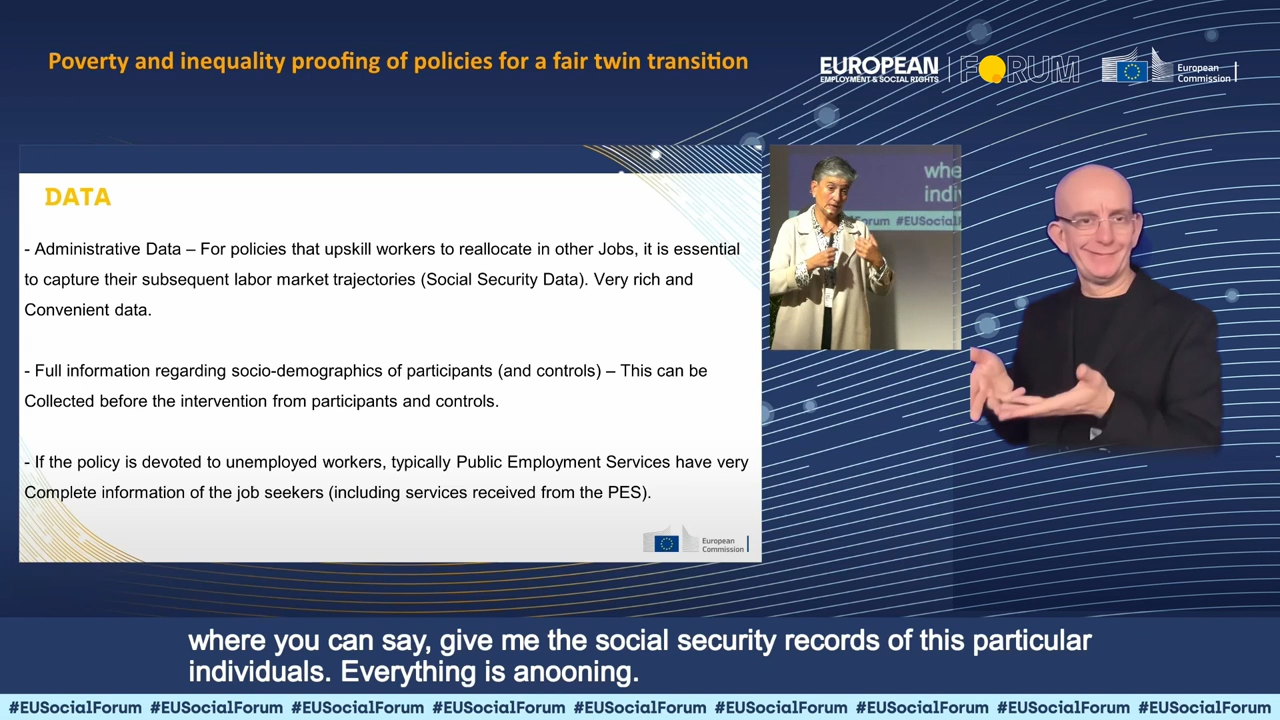 Poverty and inequality proofing of policies for a fair twin transition
EUROPEAN
EMPLOYMENT & SOCIAL RIGHTS
FORUM
European
Commission
DATA
- Administrative Data – For policies that upskill workers to reallocate in other Jobs, it is essential
to capture their subsequent labor market trajectories (Social Security Data). Very rich and
Convenient data.
- Full information regarding socio-demographics of participants (and controls) – This can be
Collected before the intervention from participants and controls.
- If the policy is devoted to unemployed workers, typically Public Employment Services have very
Complete information of the job seekers (including services received from the PES).
European
Commission
whe
indiv
Forum #EUSocialF
where you can say, give me the social security records of this particular
individuals. Everything is anooning.
#EUSocialForum #EUSocialForum #EUSocialForum #EUSocialForum #EUSocialForum #EUSocialForum #EUSocialForum #EUSocialForum #EUSocialForum